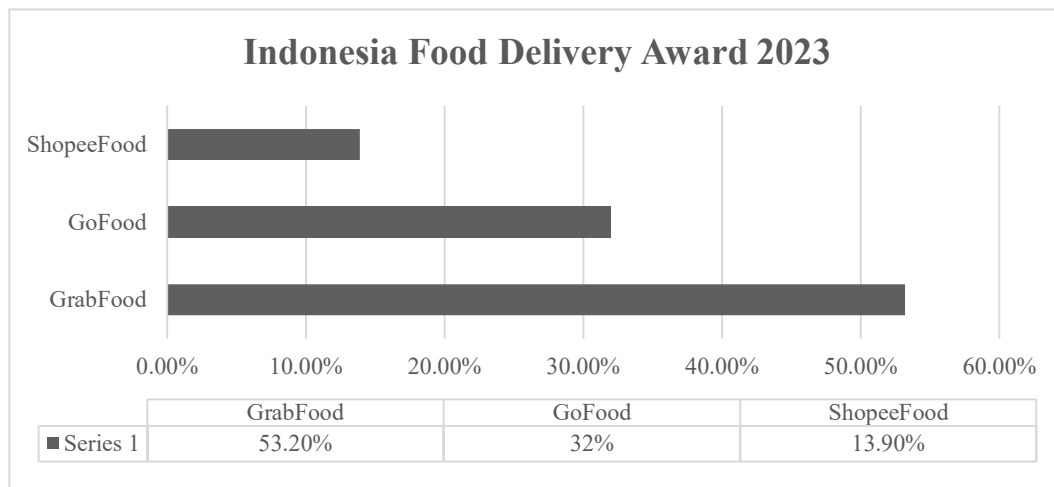 Indonesia Food Delivery Award 2023
ShopeeFood
GoFood
GrabFood
0.00% 10.00% 20.00% 30.00% 40.00% 50.00% 60.00%
GrabFood GoFood ShopeeFood
Series 1 53.20% 32% 13.90%